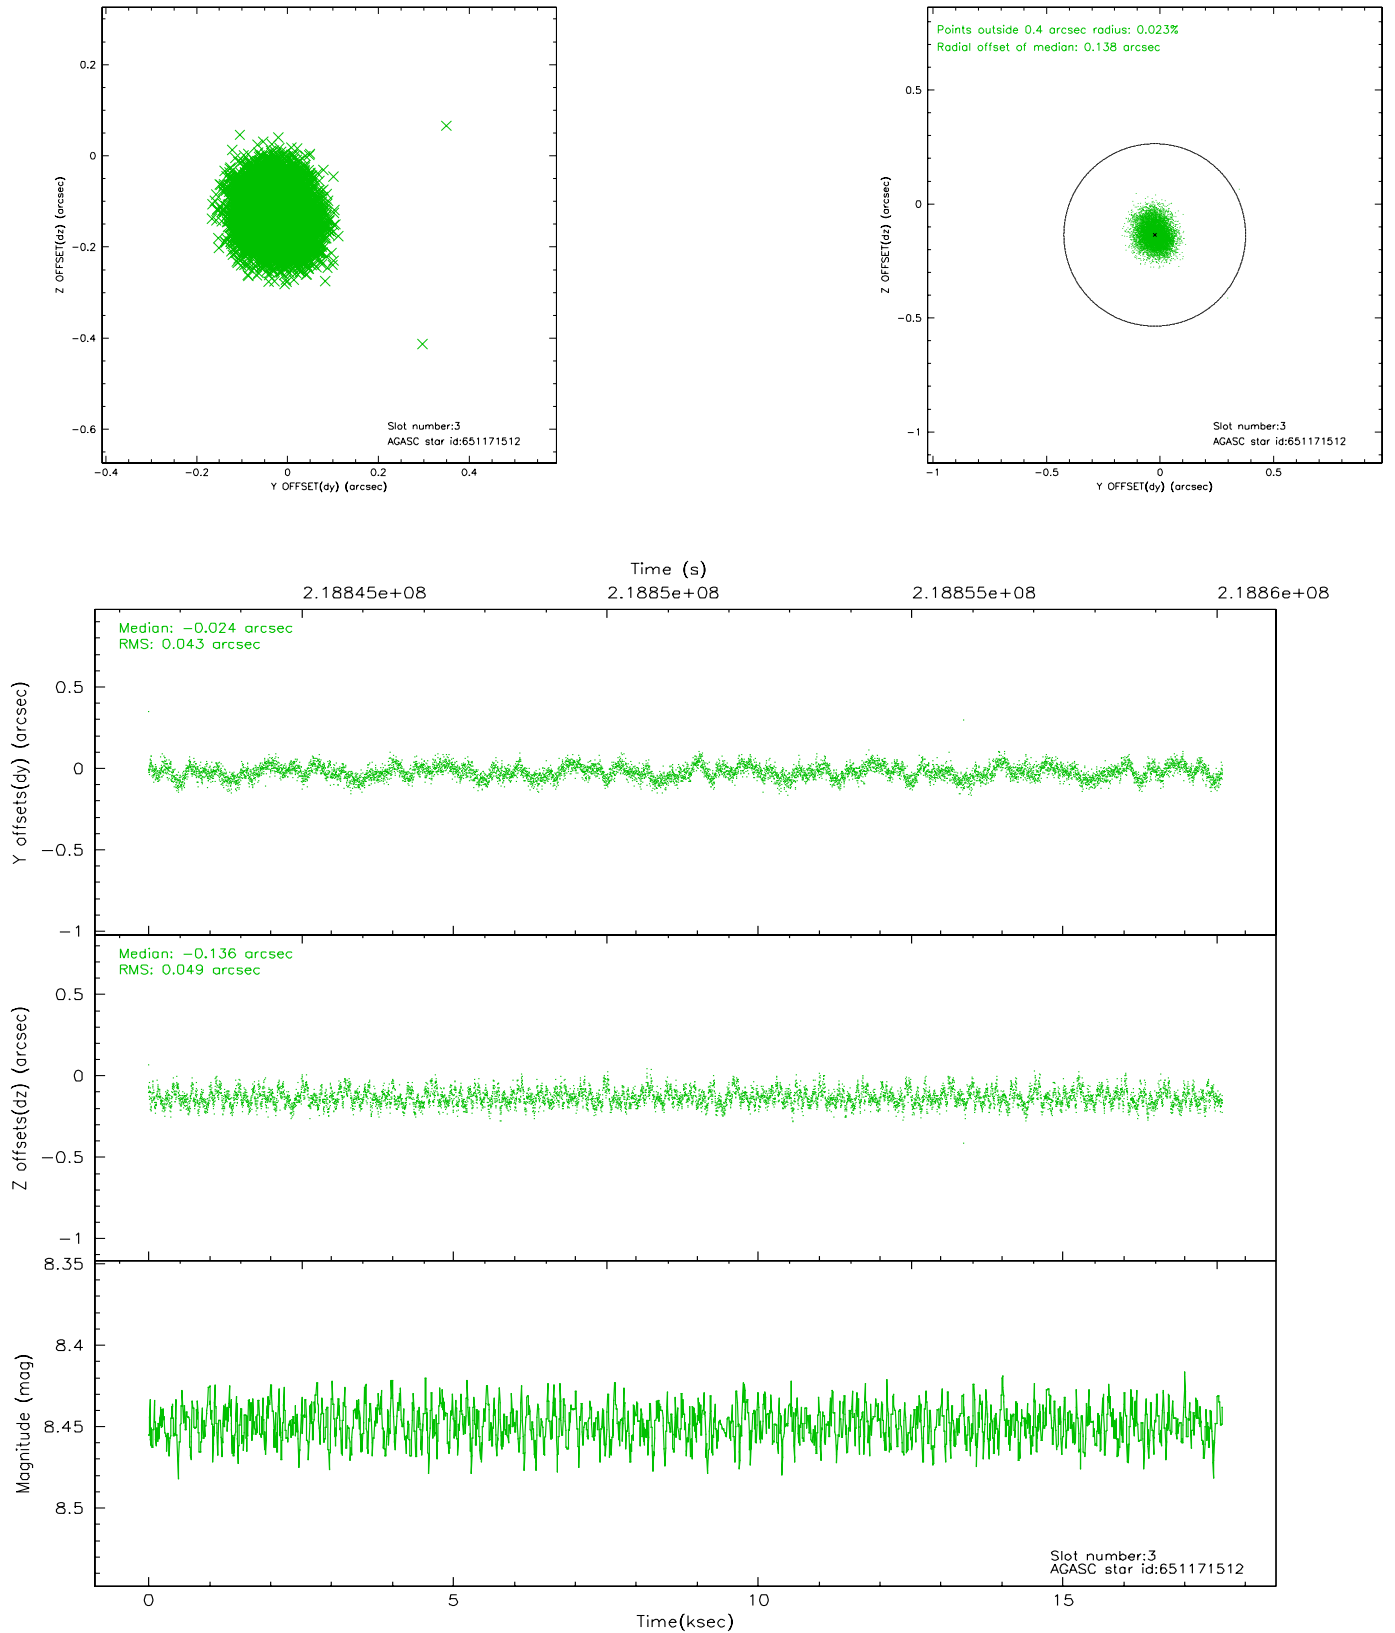 0.2
0
−0.2
−0.4
−0.6
Z OFFSET(dz) (arcsec)
Slot number:3
AGASC star id:651171512
−0.4 −0.2 0 0.2 0.4
Y OFFSET(dy) (arcsec)
Points outside 0.4 arcsec radius: 0.023%
Radial offset of median: 0.138 arcsec
0.5
0
−0.5
−1
Z OFFSET(dz) (arcsec)
Slot number:3
AGASC star id:651171512
−1 −0.5 0 0.5
Y OFFSET(dy) (arcsec)
Time (s)
2.18845e+08 2.1885e+08 2.18855e+08 2.1886e+08
Median: −0.024 arcsec
RMS: 0.043 arcsec
0.5
0
−0.5
−1
Y offsets(dy) (arcsec)
Median: −0.136 arcsec
RMS: 0.049 arcsec
0.5
0
−0.5
−1
Z offsets(dz) (arcsec)
8.35
8.4
8.45
8.5
Magnitude (mag)
Slot number:3
AGASC star id:651171512
0 5 10 15
Time(ksec)